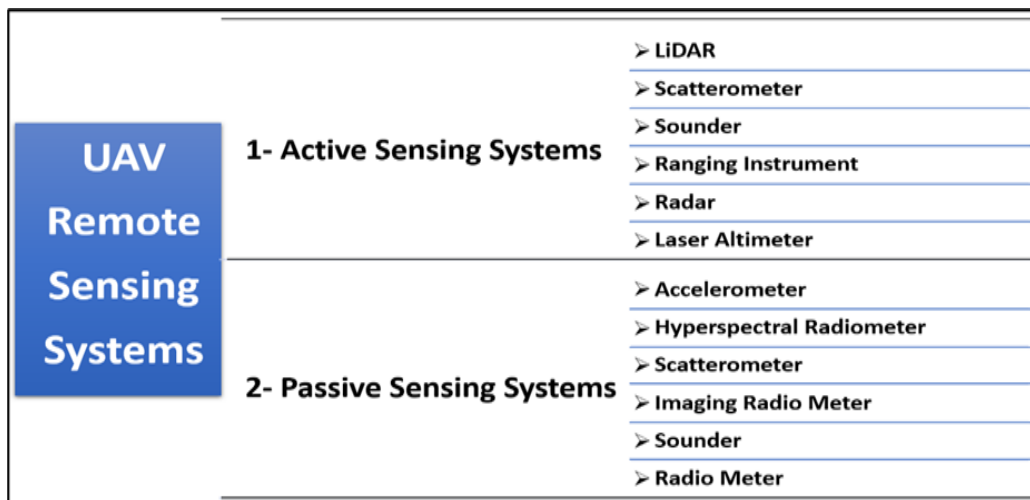 UAV
Remote
Sensing
Systems
1- Active Sensing Systems
➢ LiDAR
➢ Scatterometer
➢ Sounder
➢ Ranging Instrument
➢ Radar
➢ Laser Altimeter
2- Passive Sensing Systems
➢ Accelerometer
➢ Hyperspectral Radiometer
➢ Scatterometer
➢ Imaging Radio Meter
➢ Sounder
➢ Radio Meter